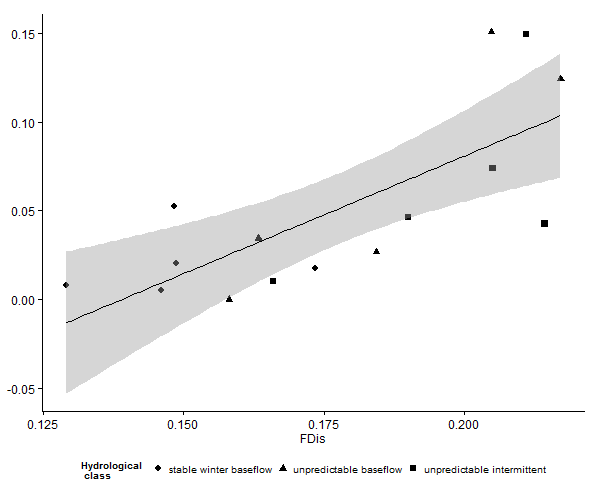 0.15
0.10
0.05
0.00
-0.05
0.125 0.150 0.175 0.200
FDis
Hydrological
class
stable winter baseflow unpredictable baseflow unpredictable intermittent